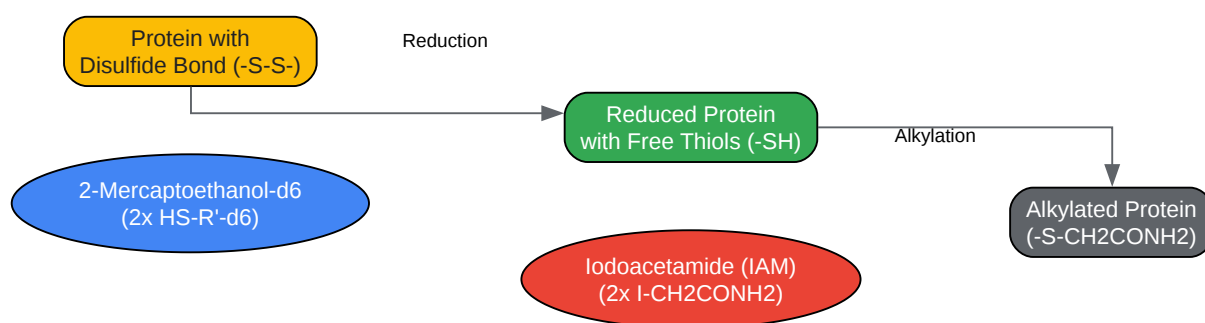 Protein with
Disulfide Bond (-S-S-)
Reduction
Reduced Protein
with Free Thiols (-SH)
Alkylation
2-Mercaptoethanol-d6
(2x HS-R'-d6)
Alkylated Protein
(-S-CH2CONH2)
Iodoacetamide (IAM)
(2x I-CH2CONH2)